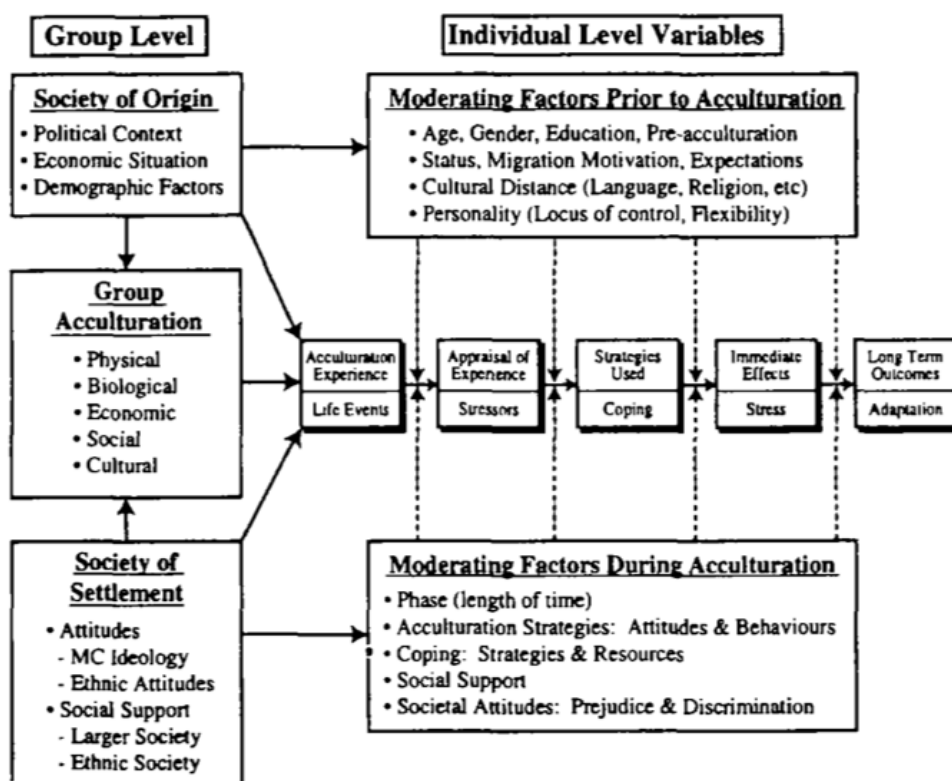 Group Level
Individual Level Variables
Society of Origin
• Political Context
• Economic Situation
• Demographic Factors
Moderating Factors Prior to Acculturation
• Age, Gender, Education, Pre-acculturation
• Status, Migration Motivation, Expectations
• Cultural Distance (Language, Religion, etc)
• Personality (Locus of control, Flexibility)
Group
Acculturation
• Physical
• Biological
• Economic
• Social
• Cultural
Acculturation
Experience
Life Events
Appraisal of
Experience
Stressors
Strategies
Used
Coping
Immediate
Effects
Stress
Long Term
Outcomes
Adaptation
Society of
Settlement
• Attitudes
- MC Ideology
- Ethnic Attitudes
• Social Support
- Larger Society
- Ethnic Society
Moderating Factors During Acculturation
• Phase (length of time)
• Acculturation Strategies: Attitudes & Behaviours
• Coping: Strategies & Resources
• Social Support
• Societal Attitudes: Prejudice & Discrimination